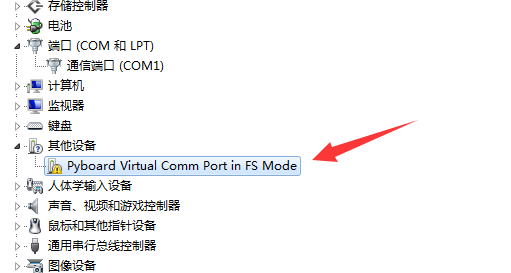 存储控制器
电池
端口 (COM 和 LPT)
通信端口 (COM1)
计算机
监视器
键盘
其他设备
Pyboard Virtual Comm Port in FS Mode
人体学输入设备
声音、视频和游戏控制器
鼠标和其他指针设备
通用串行总线控制器
图像设备